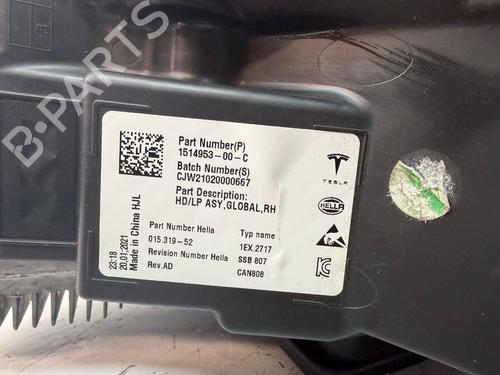 B-PARTS
Part Number(P)
1514953-00-C
Batch Number(S)
CJW21020000667
Part Description:
HD/LP ASY,GLOBAL,RH
TESLA
HELLA
Part Number Hella
Typ name
015.319-52
1EX.2717
Revision Number Hella
SSB 807
Rev.AD
CAN808
23:18
20.01.2021
Made in China HJL